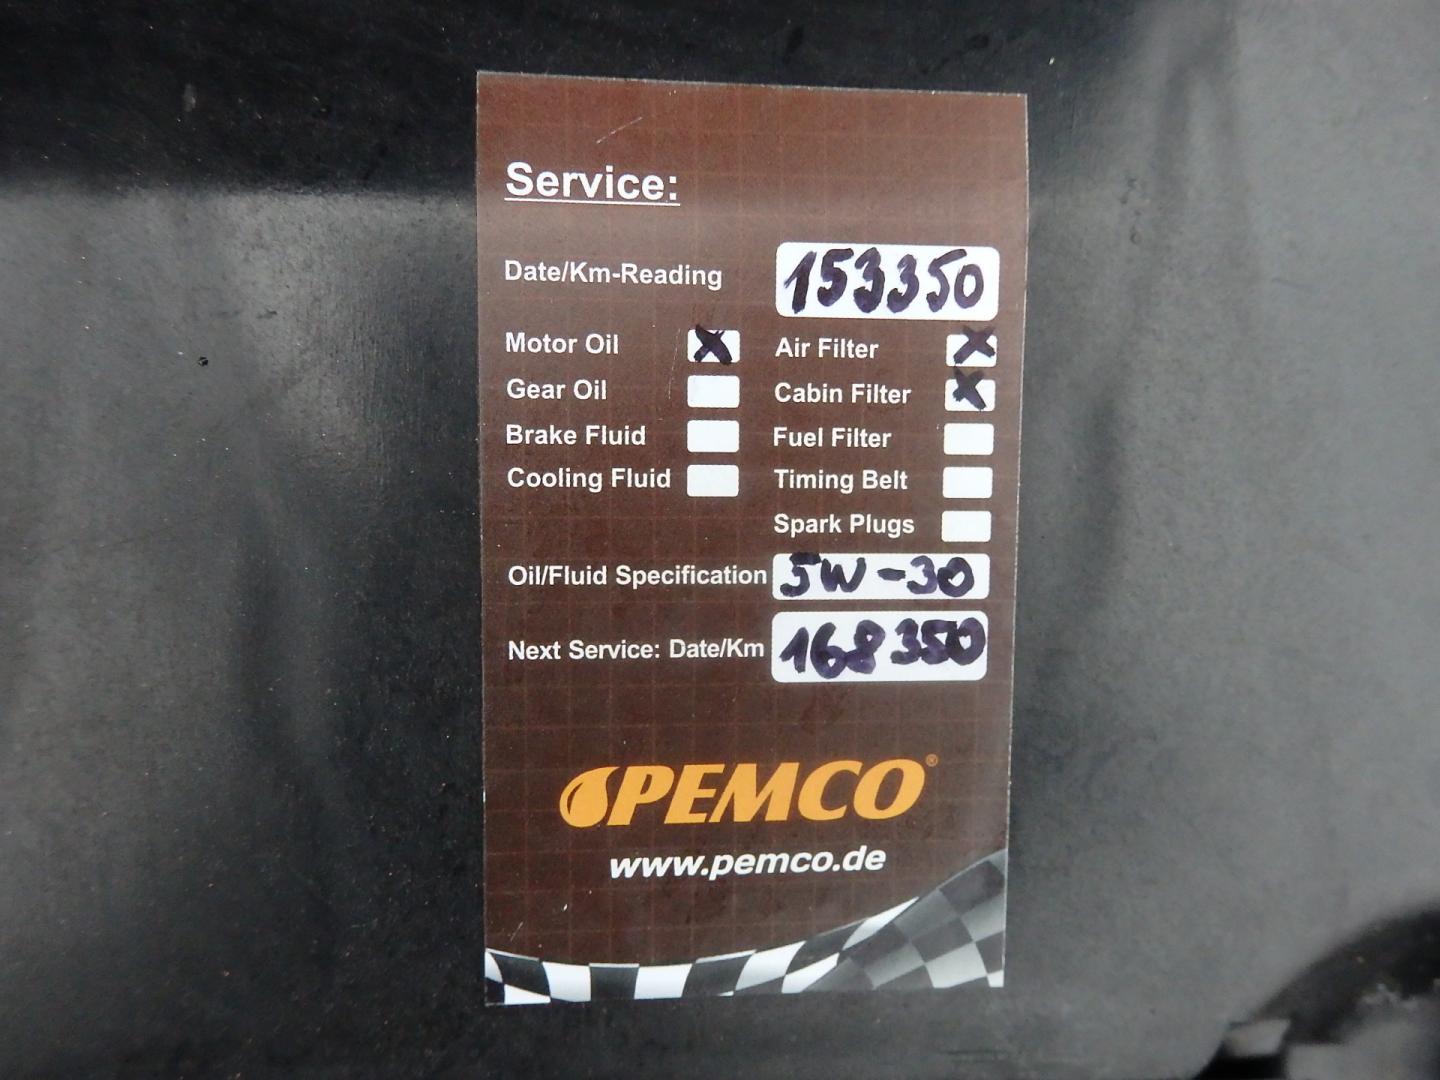 Service:
Date/Km-Reading 153350
Motor Oil X Air Filter X
Gear Oil Cabin Filter X
Brake Fluid Fuel Filter
Cooling Fluid Timing Belt
Spark Plugs
Oil/Fluid Specification 5W-30
Next Service: Date/Km 168350
PEMCO®
www.pemco.de